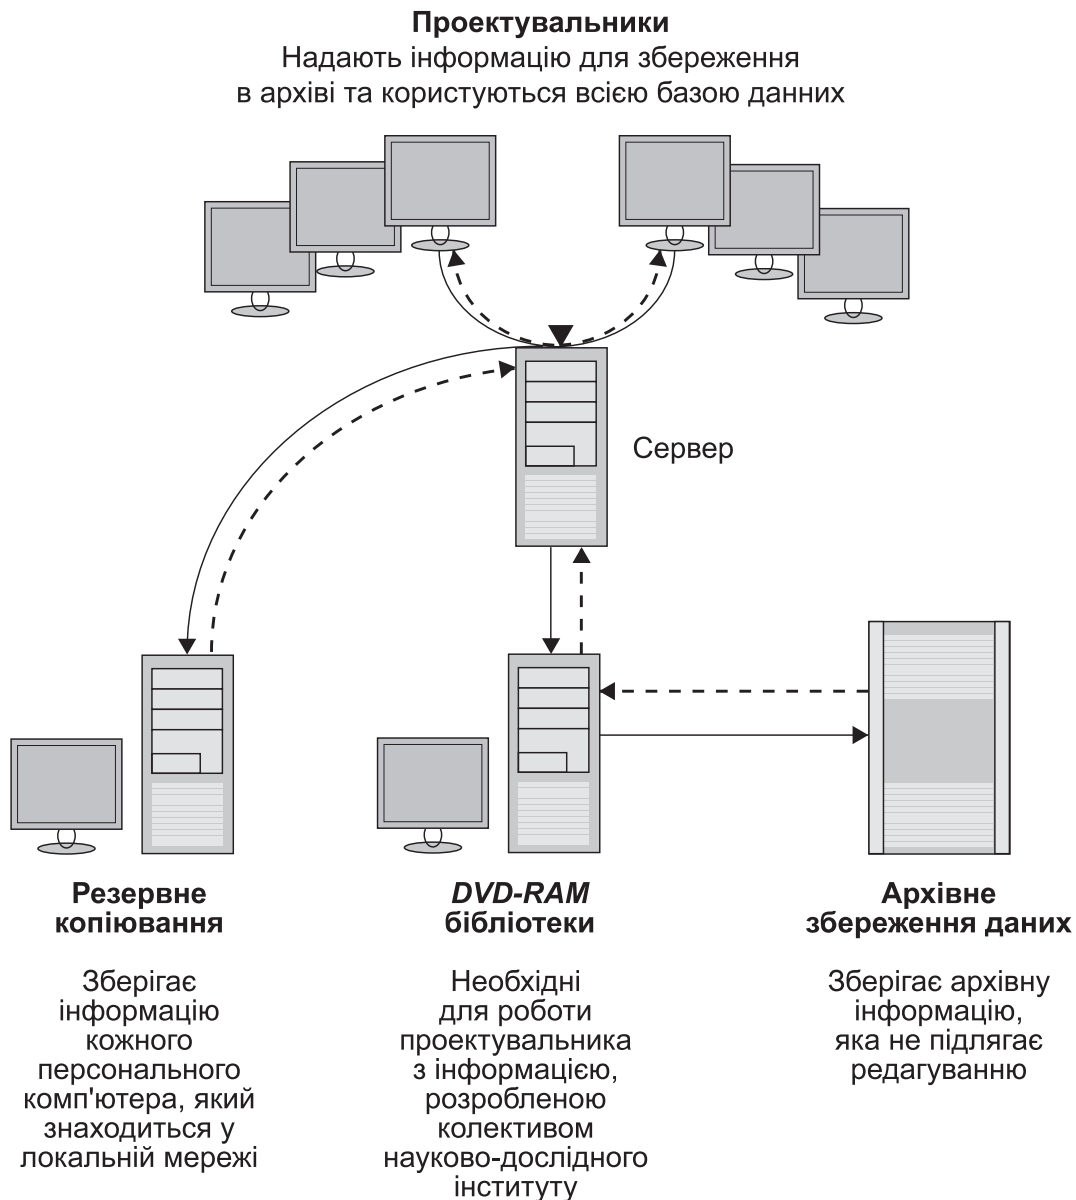 Проектувальники
Надають інформацію для збереження
в архіві та користуються всією базою данних
Сервер
Резервне
копіювання
Зберігає
інформацію
кожного
персонального
комп'ютера, який
знаходиться у
локальній мережі
DVD-RAM
бібліотеки
Необхідні
для роботи
проектувальника
з інформацією,
розробленою
колективом
науково-дослідного
інституту
Архівне
збереження даних
Зберігає архівну
інформацію,
яка не підлягає
редагуванню